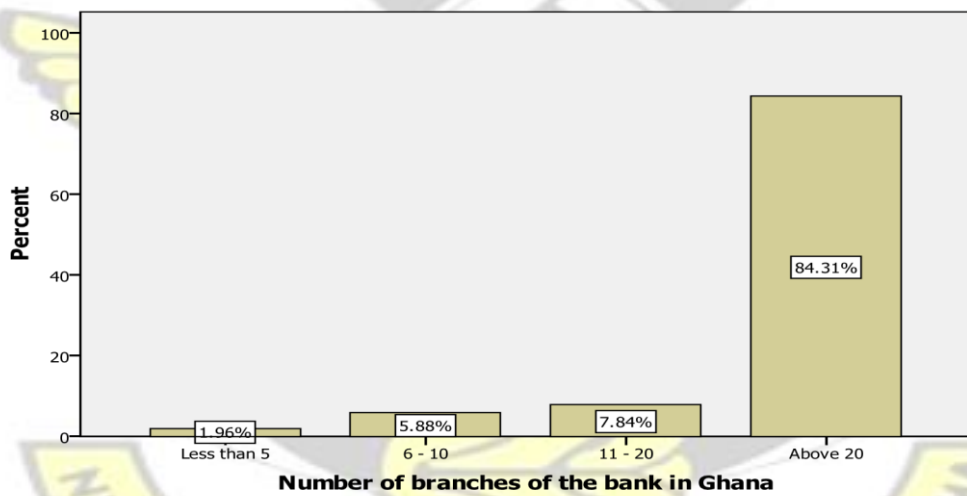 100
80
60
40
20
0
Percent
1.96%
5.88%
7.84%
84.31%
Less than 5
6 - 10
11 - 20
Above 20
Number of branches of the bank in Ghana
N